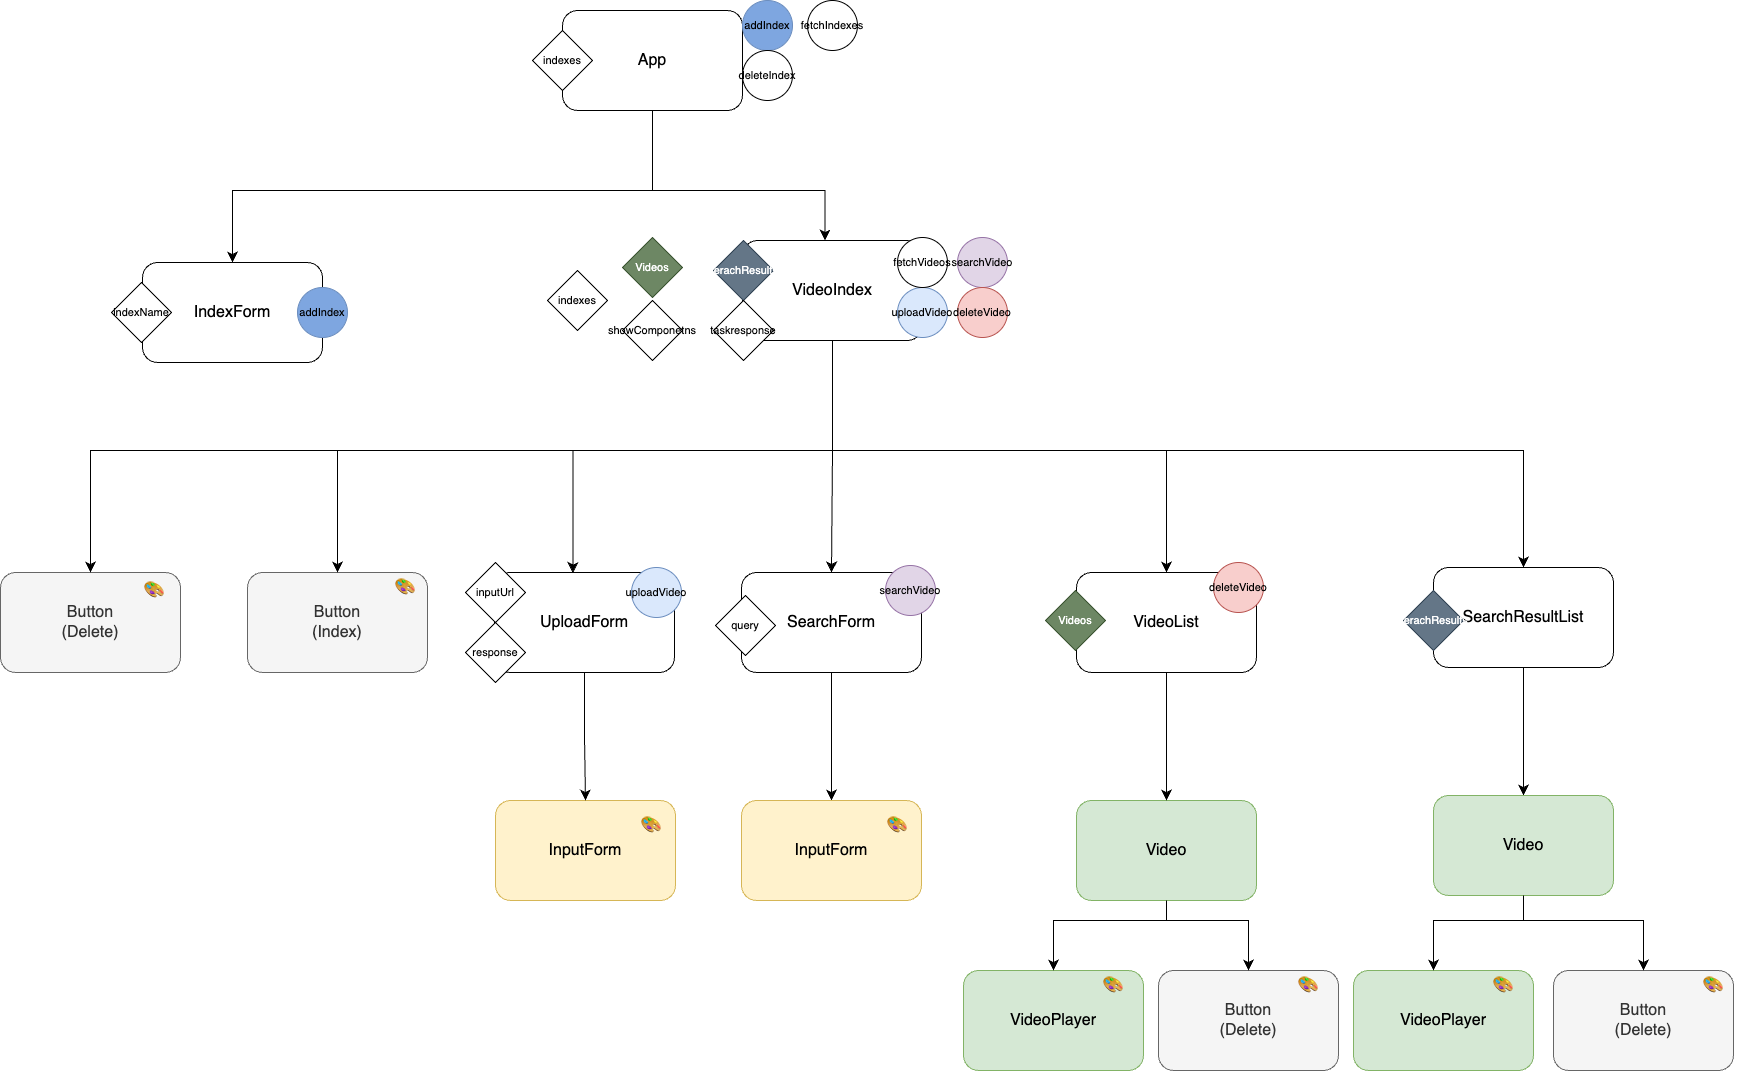 addIndex
fetchIndexes
indexes
App
deleteIndex
Videos
erachResult
fetchVideos
searchVideo
indexes
VideoIndex
indexName
IndexForm
addIndex
uploadVideo
deleteVideo
showComponetns
taskresponse
Button
(Delete)
Button
(Index)
inputUrl
uploadVideo
UploadForm
response
searchVideo
query
SearchForm
deleteVideo
Videos
VideoList
erachResult
SearchResultList
InputForm
InputForm
Video
Video
VideoPlayer
Button
(Delete)
VideoPlayer
Button
(Delete)